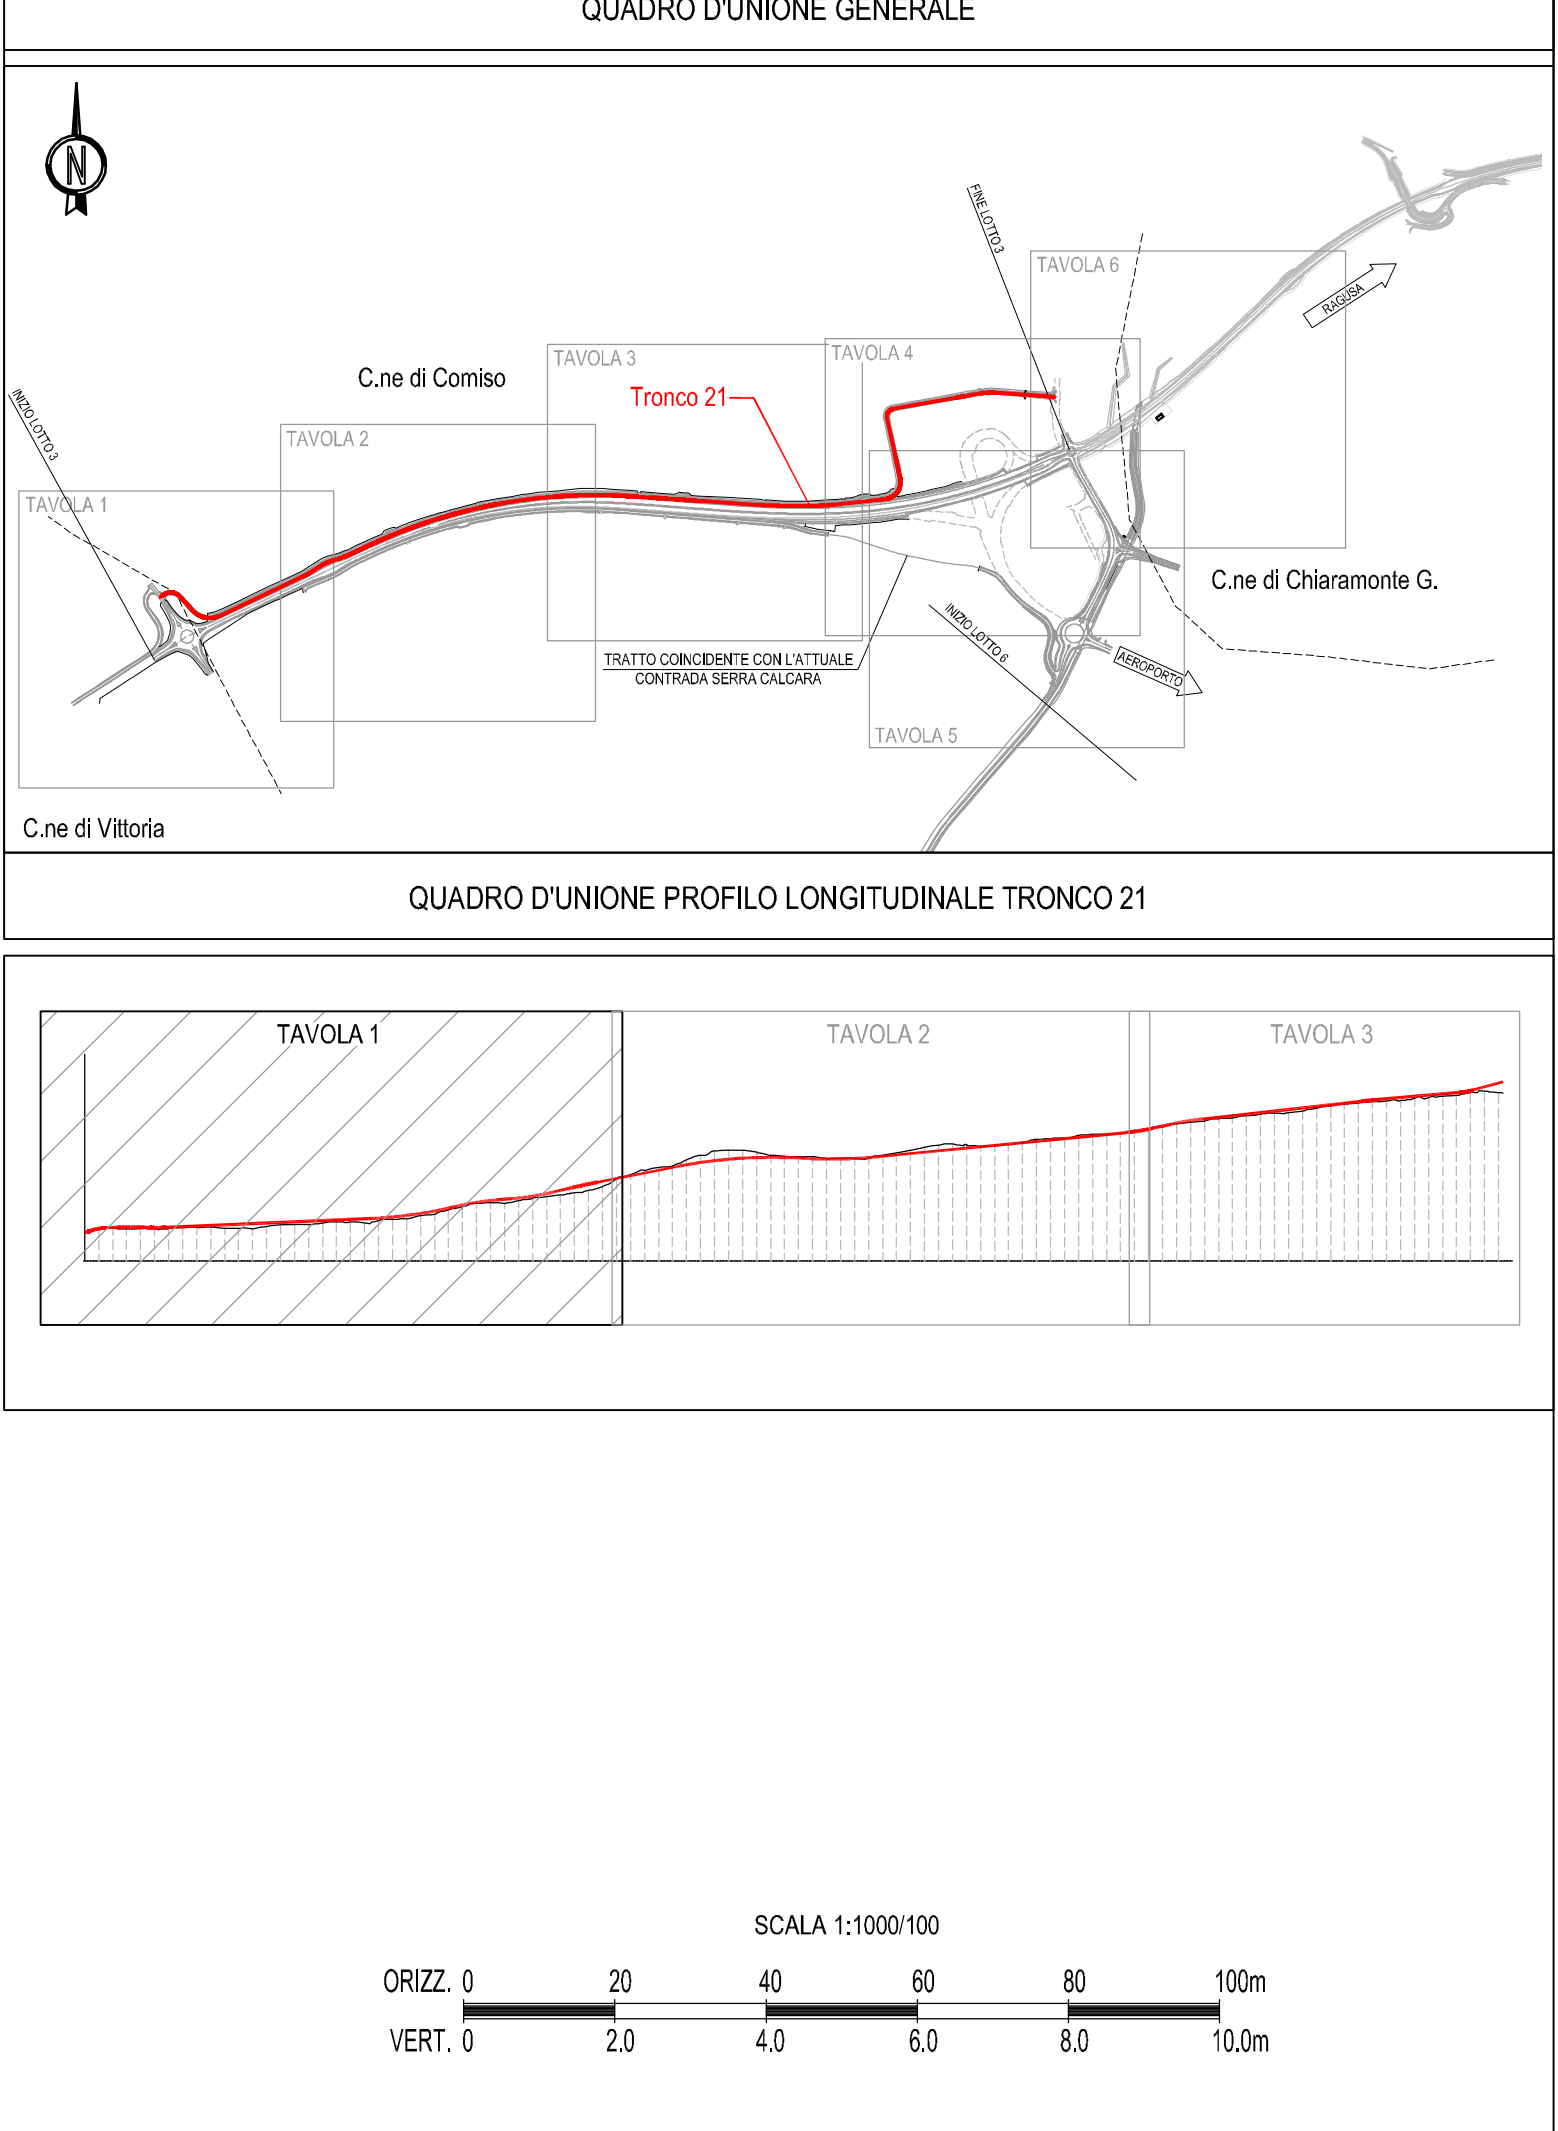 QUADRO D'UNIONE GENERALE
N
FINE LOTTO 3
TAVOLA 6
RAGUSA
TAVOLA 3
TAVOLA 4
C.ne di Comiso
Tronco 21
INIZIO LOTTO 3
TAVOLA 2
TAVOLA 1
C.ne di Chiaramonte G.
INIZIO LOTTO 6
TRATTO COINCIDENTE CON L'ATTUALE
CONTRADA SERRA CALCARA
AEROPORTO
TAVOLA 5
C.ne di Vittoria
QUADRO D'UNIONE PROFILO LONGITUDINALE TRONCO 21
TAVOLA 1
TAVOLA 2
TAVOLA 3
SCALA 1:1000/100
ORIZZ. 0 20 40 60 80 100m
VERT. 0 2.0 4.0 6.0 8.0 10.0m